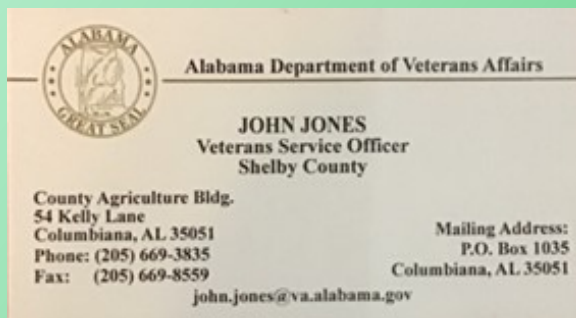 ALABAMA
GREAT SEAL
Alabama Department of Veterans Affairs
JOHN JONES
Veterans Service Officer
Shelby County
County Agriculture Bldg.
54 Kelly Lane
Columbiana, AL 35051
Phone: (205) 669-3835
Fax: (205) 669-8559
Mailing Address:
P.O. Box 1035
Columbiana, AL 35051
john.jones@va.alabama.gov